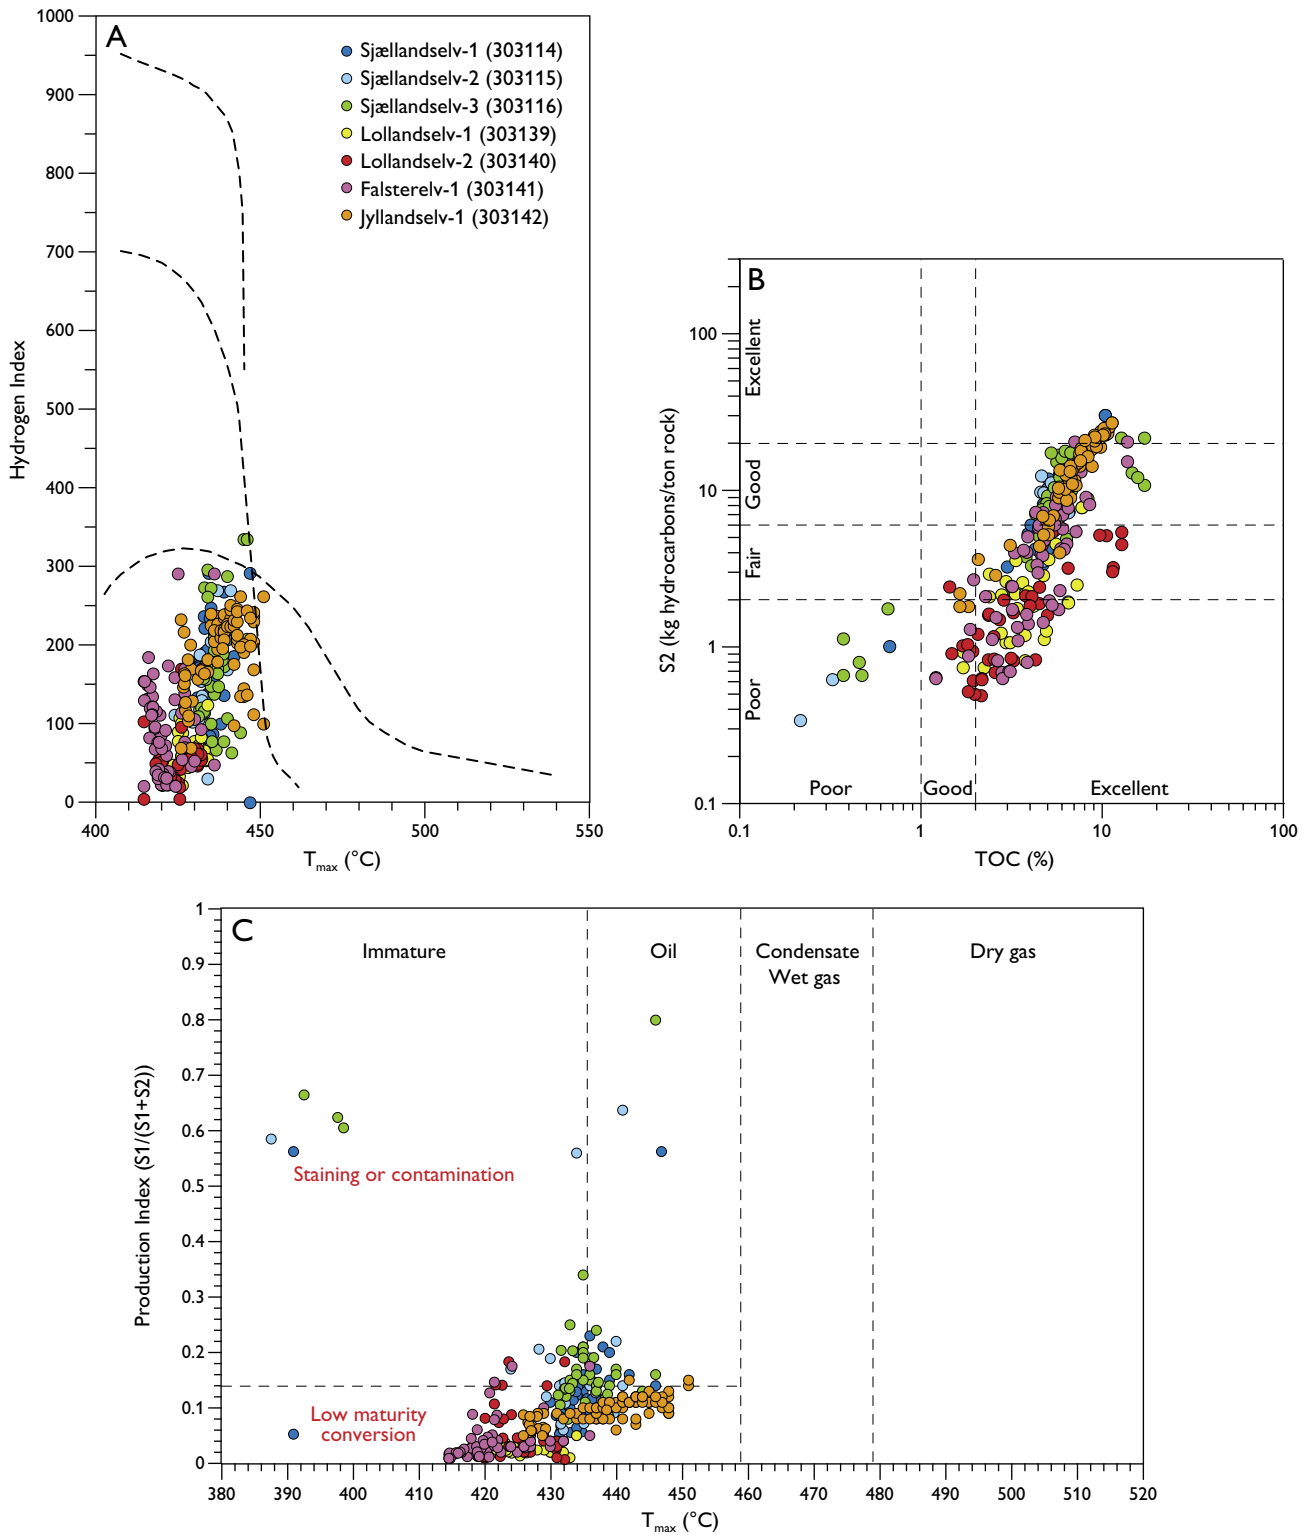 A
Sjællandselv-1 (303114)
Sjællandselv-2 (303115)
Sjællandselv-3 (303116)
Lollandselv-1 (303139)
Lollandselv-2 (303140)
Falsterelv-1 (303141)
Jyllandselv-1 (303142)
Hydrogen Index
1000
900
800
700
600
500
400
300
200
100
0
400
450
500
550
Tmax (°C)
B
S2 (kg hydrocarbons/ton rock)
100
10
1
0.1
Excellent
Good
Fair
Poor
Poor
Good
Excellent
0.1
1
10
100
TOC (%)
C
Immature
Oil
Condensate
Wet gas
Dry gas
Staining or contamination
Low maturity
conversion
Production Index (S1/(S1+S2))
1
0.9
0.8
0.7
0.6
0.5
0.4
0.3
0.2
0.1
0
380
390
400
410
420
430
440
450
460
470
480
490
500
510
520
Tmax (°C)